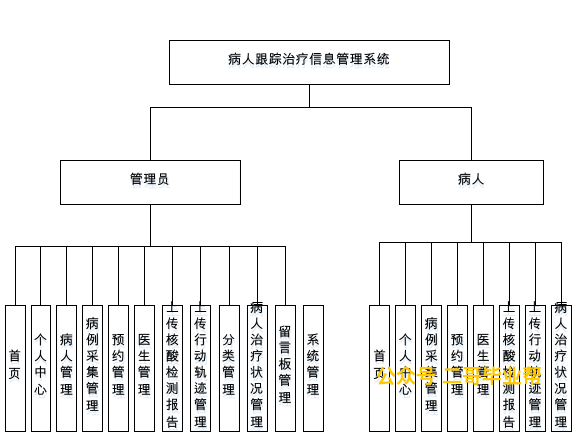 病人跟踪治疗信息管理系统
管理员
病人
首页
个人中心
病人管理
病例采集管理
预约管理
医生管理
上传核酸检测报告
上传行动轨迹管理
分类管理
病人治疗状况管理
留言板管理
系统管理
首页
个人中心
病例采集管理
预约管理
医生管理
上传核酸检测报告
上传行动轨迹管理
病人治疗状况管理
公众号 二哥毕业帮